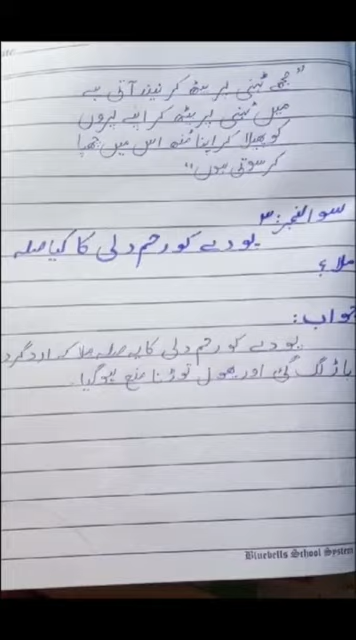 "مجھے ٹہنی پر بیٹھ کر نیند آتی ہے
میں ٹہنی پر بیٹھ کر اپنے پروں
کو پھیلا کر اپنا منھ اس میں چھپا
کر سوتی ہوں"
سوال نمبر: ۳
پودے کو رحم دلی کا کیا صلہ
ملا؟
جواب:
پودے کو رحم دلی کا یہ صلہ ملا کہ ارد گرد
باڑ لگ گئی اور پھول توڑنا منع ہو گیا۔
Bluebells School System